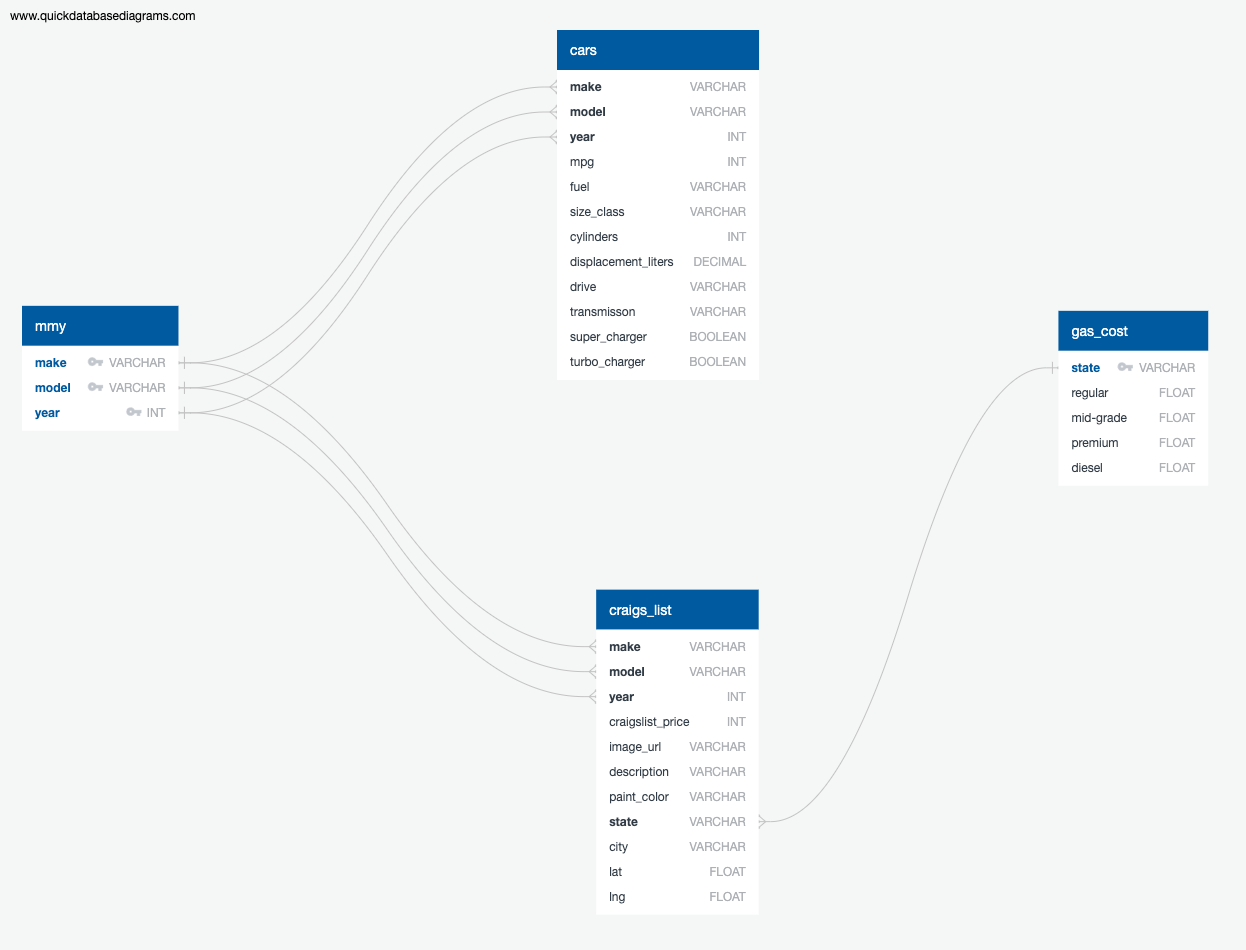 www.quickdatabasediagrams.com
cars
make VARCHAR
model VARCHAR
year INT
mpg INT
fuel VARCHAR
size_class VARCHAR
cylinders INT
displacement_liters DECIMAL
drive VARCHAR
transmisson VARCHAR
super_charger BOOLEAN
turbo_charger BOOLEAN
mmy
make VARCHAR
model VARCHAR
year INT
gas_cost
state VARCHAR
regular FLOAT
mid-grade FLOAT
premium FLOAT
diesel FLOAT
craigs_list
make VARCHAR
model VARCHAR
year INT
craigslist_price INT
image_url VARCHAR
description VARCHAR
paint_color VARCHAR
state VARCHAR
city VARCHAR
lat FLOAT
lng FLOAT